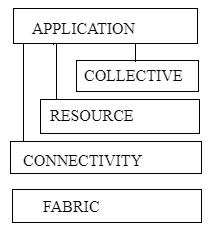 APPLICATION
COLLECTIVE
RESOURCE
CONNECTIVITY
FABRIC